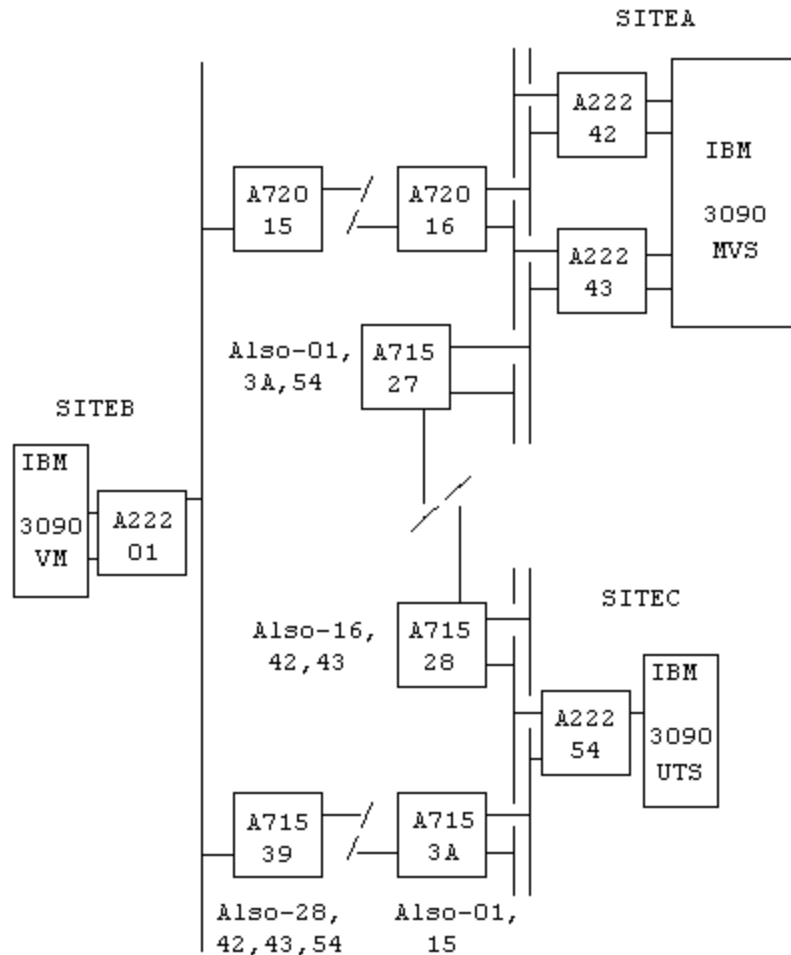 SITEA
A222
42
IBM
3090
MVS
A720
15
A720
16
A222
43
Also-01,
3A,54
A715
27
SITEB
IBM
3090
VM
A222
01
SITEC
Also-16,
42,43
A715
28
IBM
3090
UTS
A222
54
A715
39
A715
3A
Also-28,
42,43,54
Also-01,
15